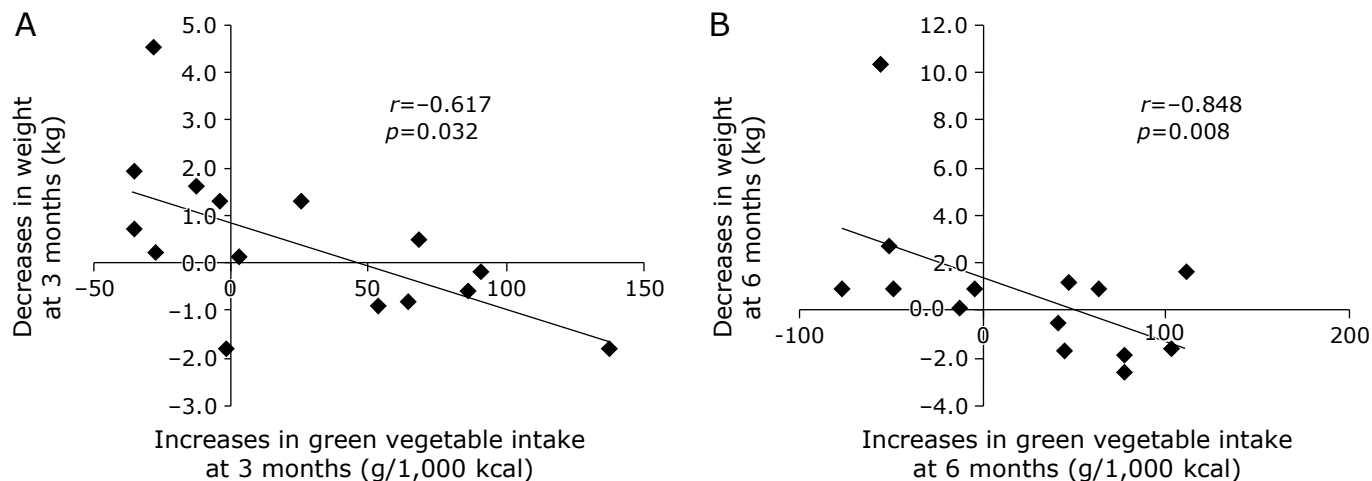 A
5.0
4.0
3.0
2.0
1.0
0.0
−1.0
−2.0
−3.0
−50
0
50
100
150
r=−0.617
p=0.032
Decreases in weight
at 3 months (kg)
Increases in green vegetable intake
at 3 months (g/1,000 kcal)
B
12.0
10.0
8.0
6.0
4.0
2.0
0.0
−2.0
−4.0
-100
0
100
200
r=−0.848
p=0.008
Decreases in weight
at 6 months (kg)
Increases in green vegetable intake
at 6 months (g/1,000 kcal)